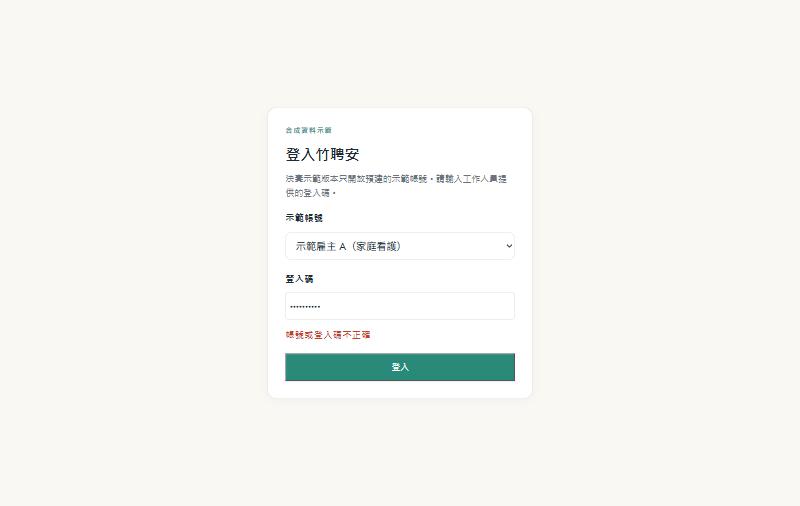 合成資料示範
登入竹聘安
決賽示範版本只開放預建的示範帳號。請輸入工作人員提
供的登入碼。
示範帳號
示範雇主 A（家庭看護）
登入碼
••••••••••
帳號或登入碼不正確
登入